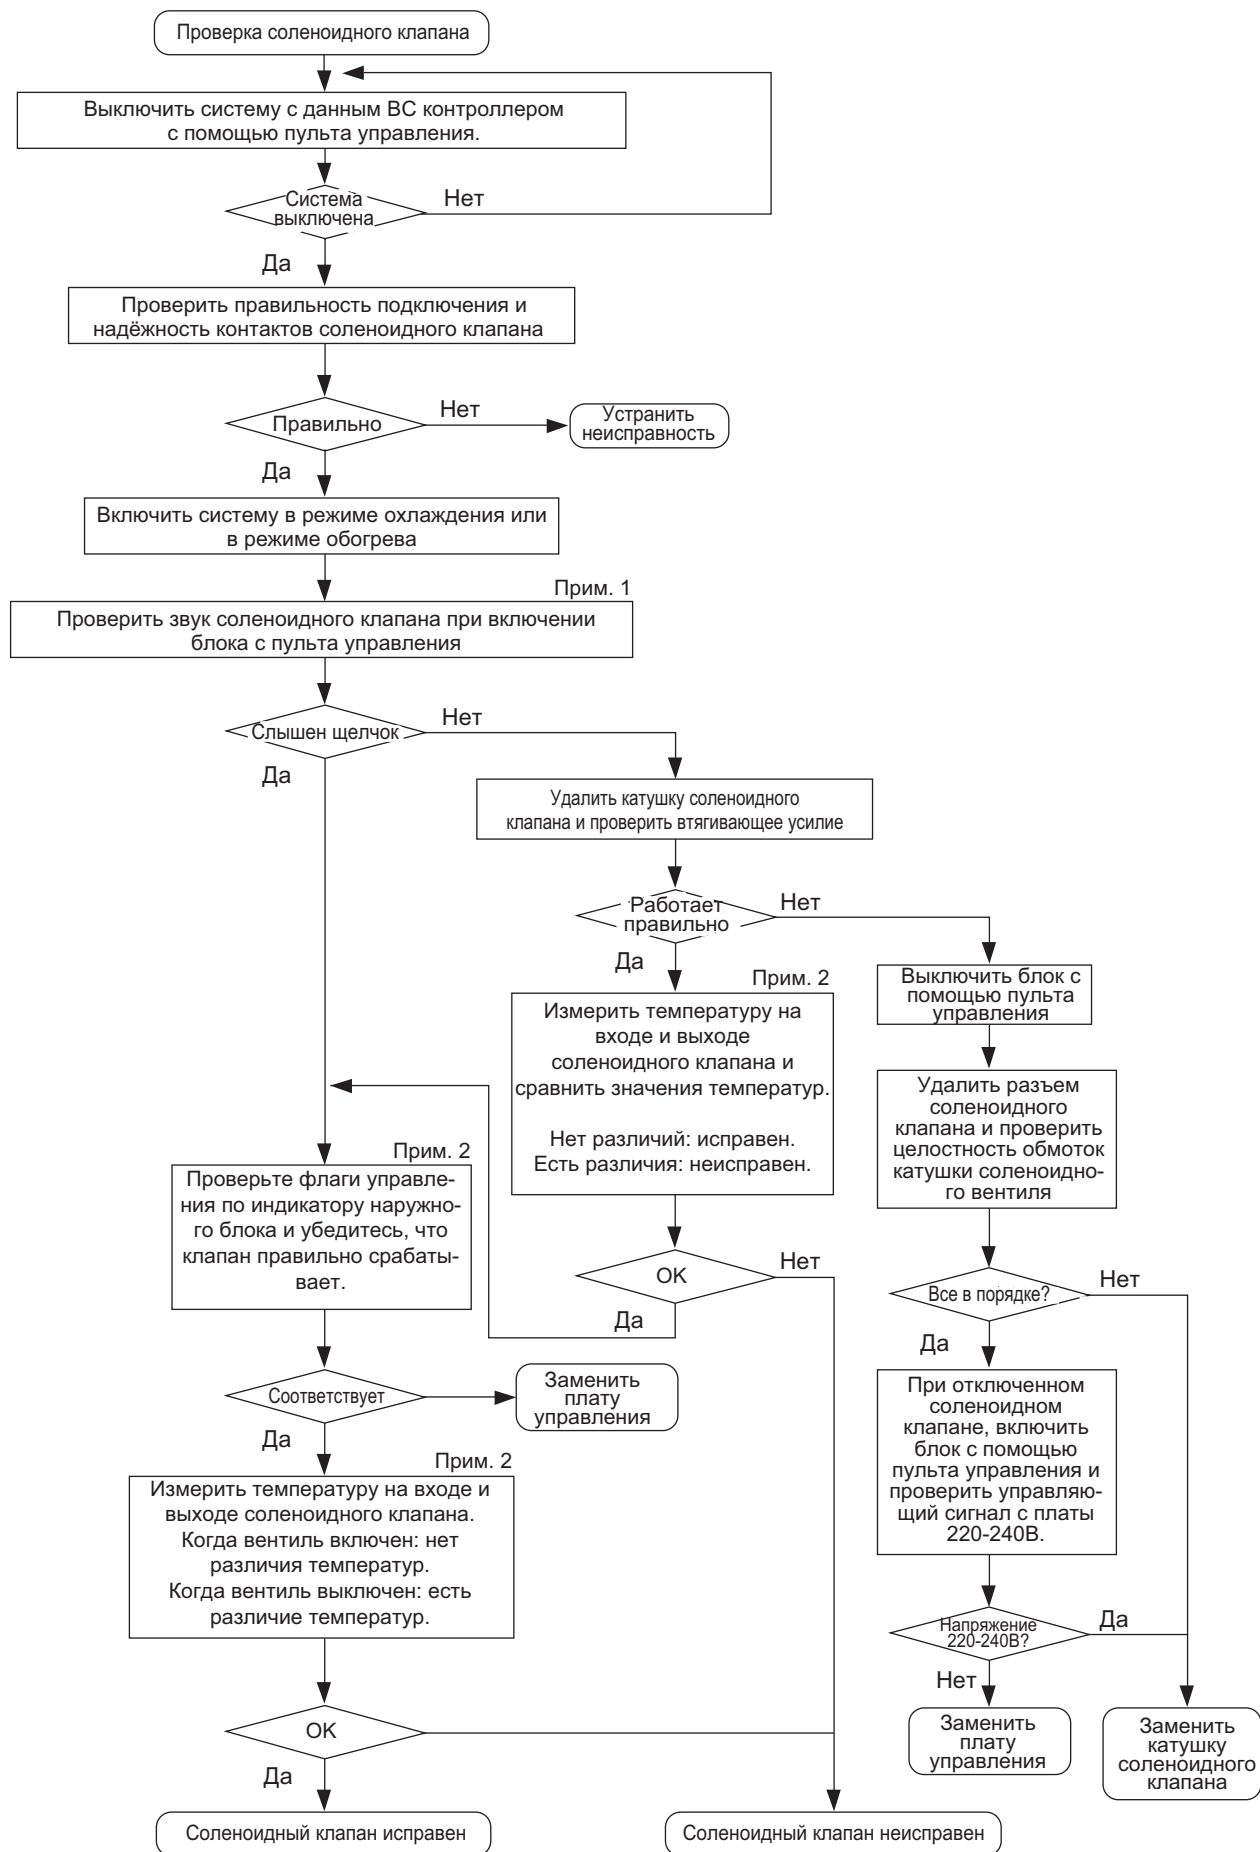 Проверка соленоидного клапана
Выключить систему с данным BC контроллером
с помощью пульта управления.
Система
выключена
Нет
Да
Проверить правильность подключения и
надёжность контактов соленоидного клапана
Правильно
Нет
Устранить
неисправность
Да
Включить систему в режиме охлаждения или
в режиме обогрева
Прим. 1
Проверить звук соленоидного клапана при включении
блока с пульта управления
Слышен щелчок
Нет
Да
Удалить катушку соленоидного
клапана и проверить втягивающее усилие
Работает
правильно
Нет
Да
Прим. 2
Измерить температуру на
входе и выходе
соленоидного клапана и
сравнить значения температур.
Нет различий: исправен.
Есть различия: неисправен.
Выключить блок с
помощью пульта
управления
Удалить разъем
соленоидного
клапана и проверить
целостность обмоток
катушки соленоидно-
го вентиля
Прим. 2
Проверьте флаги управле-
ния по индикатору наружно-
го блока и убедитесь, что
клапан правильно срабаты-
вает.
OK
Нет
Да
Все в порядке?
Нет
Да
Соответствует
Заменить
плату
управления
Да
При отключенном
соленоидном
клапане, включить
блок с помощью
пульта управления и
проверить управляю-
щий сигнал с платы
220-240В.
Прим. 2
Измерить температуру на входе и
выходе соленоидного клапана.
Когда вентиль включен: нет
различия температур.
Когда вентиль выключен: есть
различие температур.
Напряжение
220-240В?
Да
Нет
OK
Да
Заменить
плату
управления
Заменить
катушку
соленоидного
клапана
Соленоидный клапан исправен
Соленоидный клапан неисправен